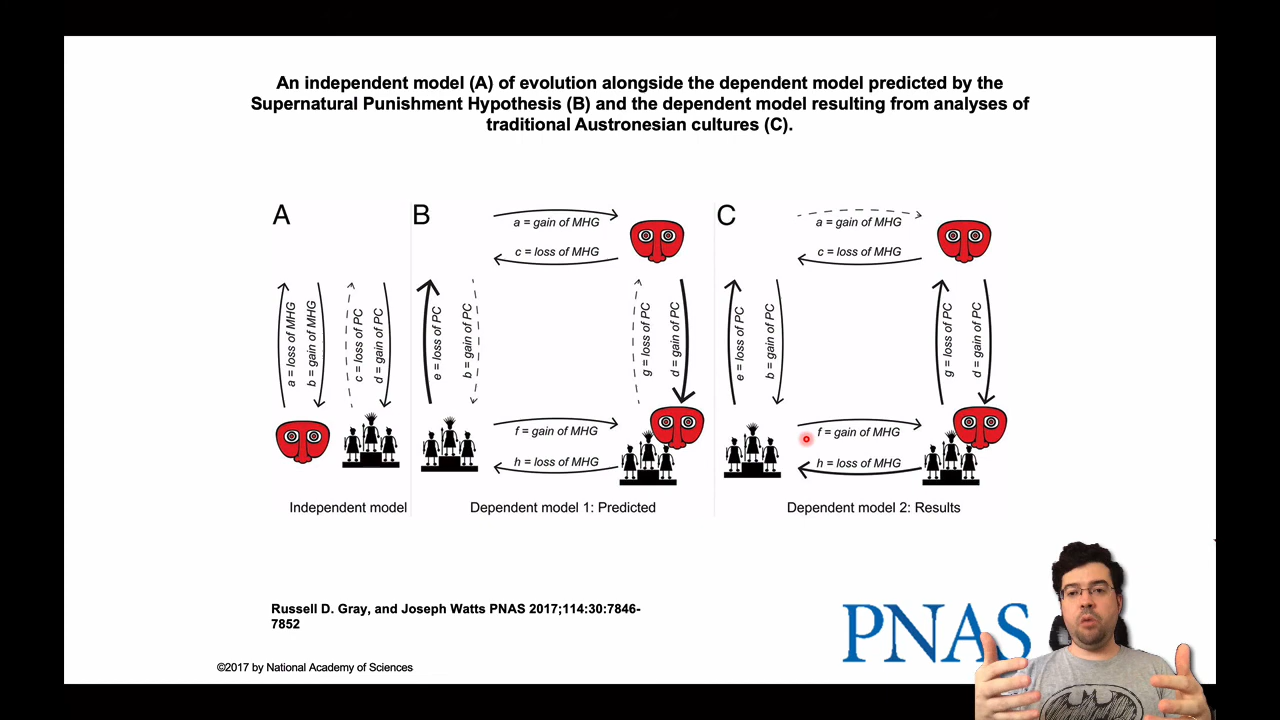 An independent model (A) of evolution alongside the dependent model predicted by the
Supernatural Punishment Hypothesis (B) and the dependent model resulting from analyses of
traditional Austronesian cultures (C).
A
a = loss of MHG
b = gain of MHG
c = loss of PC
d = gain of PC
Independent model
B
a = gain of MHG
c = loss of MHG
e = loss of PC
b = gain of PC
g = loss of PC
d = gain of PC
f = gain of MHG
h = loss of MHG
Dependent model 1: Predicted
C
a = gain of MHG
c = loss of MHG
e = loss of PC
b = gain of PC
g = loss of PC
d = gain of PC
f = gain of MHG
h = loss of MHG
Dependent model 2: Results
Russell D. Gray, and Joseph Watts PNAS 2017;114:30:7846-
7852
©2017 by National Academy of Sciences
PNAS